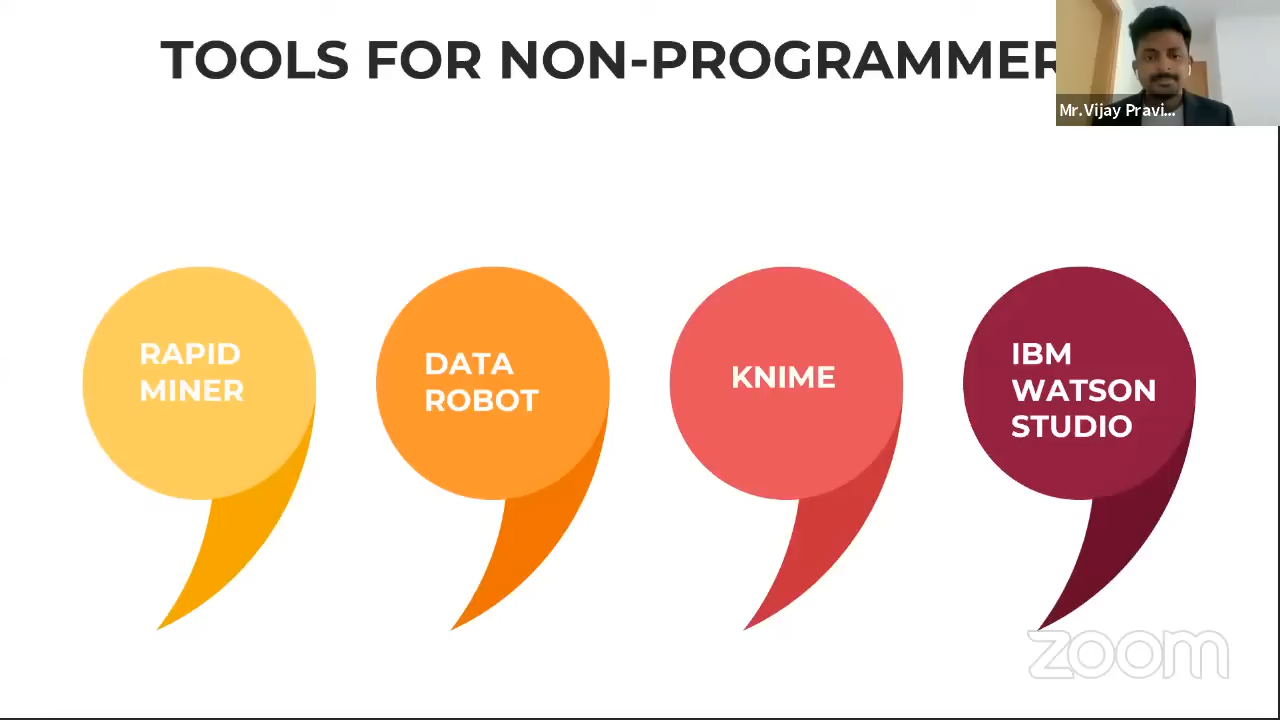 TOOLS FOR NON-PROGRAMMER
Mr.Vijay Pravi...
RAPID
MINER
DATA
ROBOT
KNIME
IBM
WATSON
STUDIO
zoom